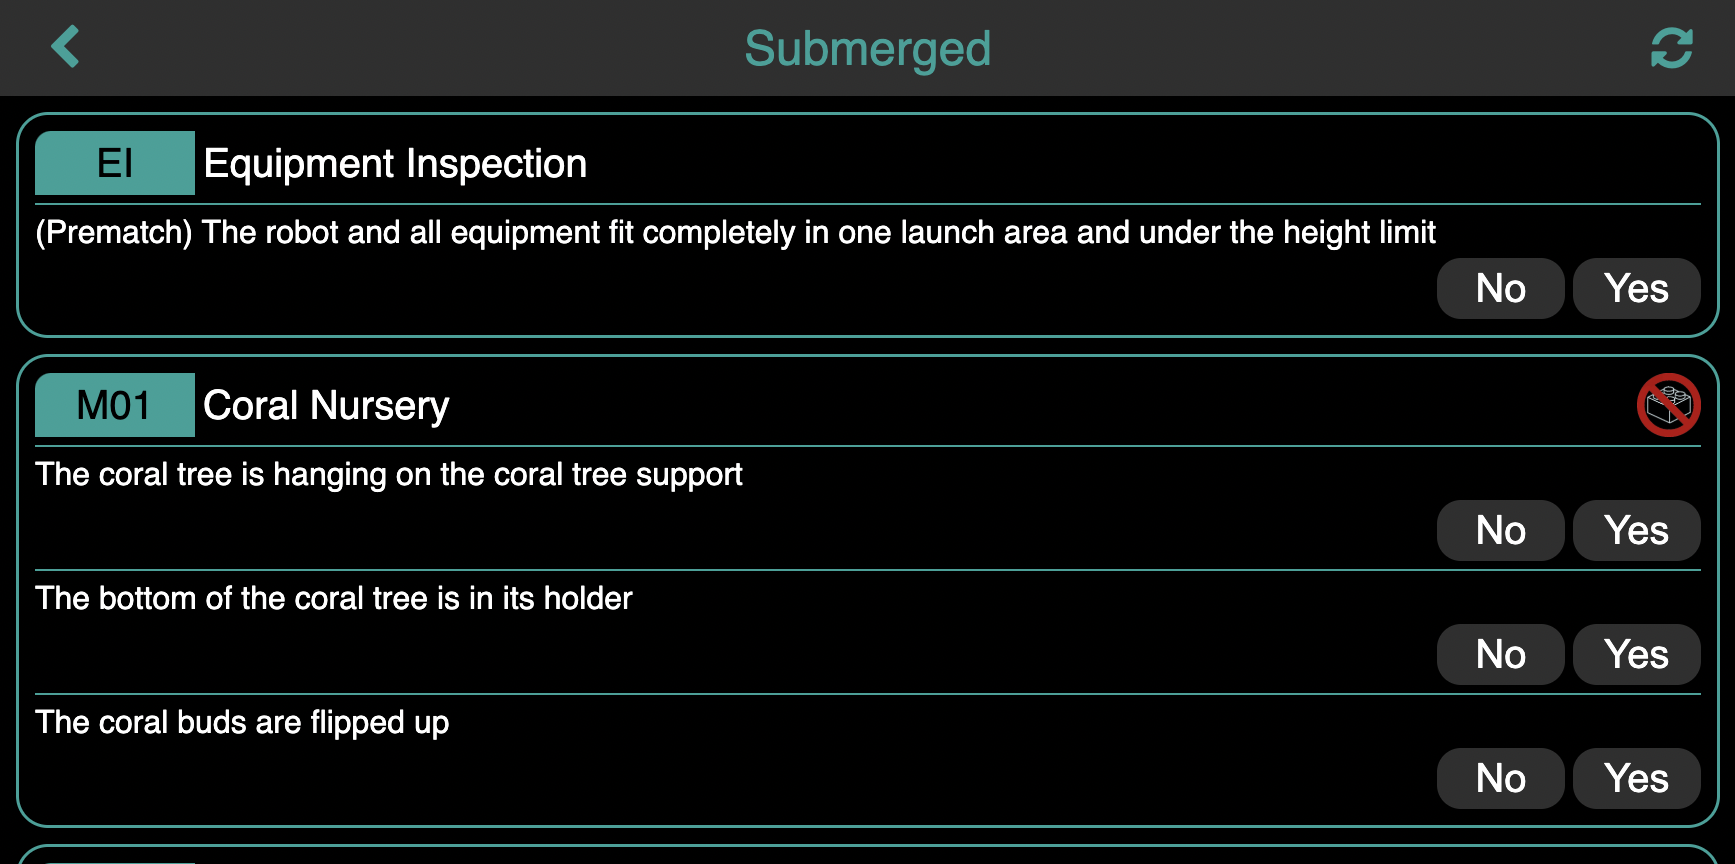 Submerged
EI Equipment Inspection
(Prematch) The robot and all equipment fit completely in one launch area and under the height limit
No Yes
M01 Coral Nursery
The coral tree is hanging on the coral tree support
No Yes
The bottom of the coral tree is in its holder
No Yes
The coral buds are flipped up
No Yes